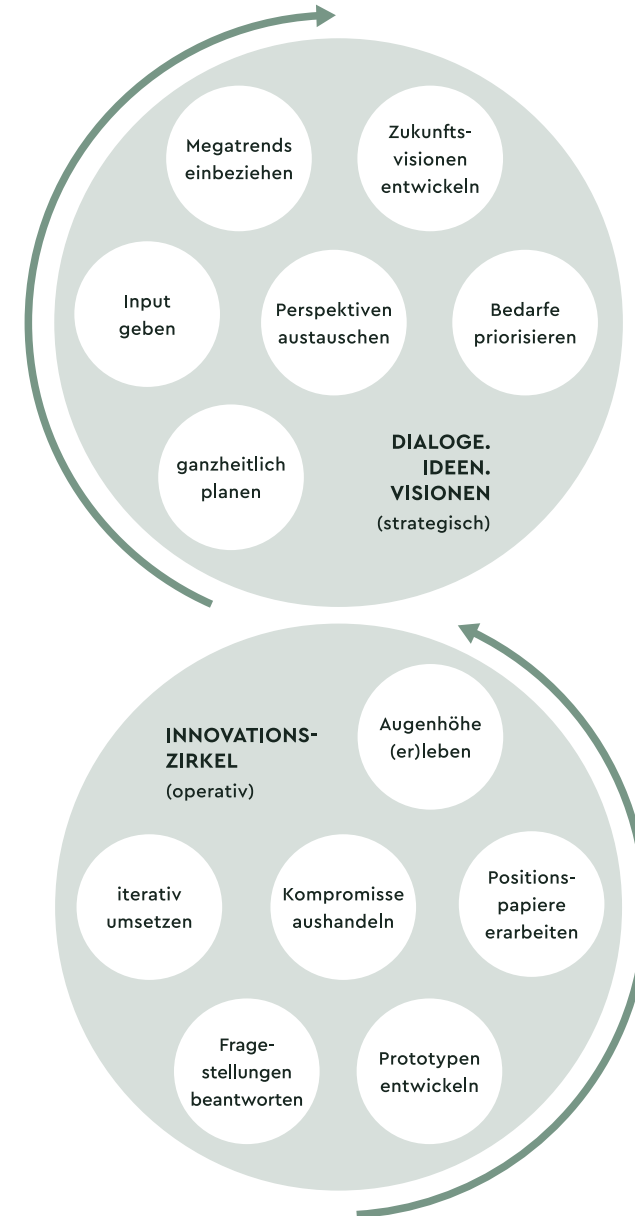 Megatrends
einbeziehen
Zukunfts-
visionen
entwickeln
Input
geben
Perspektiven
austauschen
Bedarfe
priorisieren
ganzheitlich
planen
DIALOGE.
IDEEN.
VISIONEN
(strategisch)
INNOVATIONS-
ZIRKEL
(operativ)
Augenhöhe
(er)leben
iterativ
umsetzen
Kompromisse
aushandeln
Positions-
papiere
erarbeiten
Frage-
stellungen
beantworten
Prototypen
entwickeln